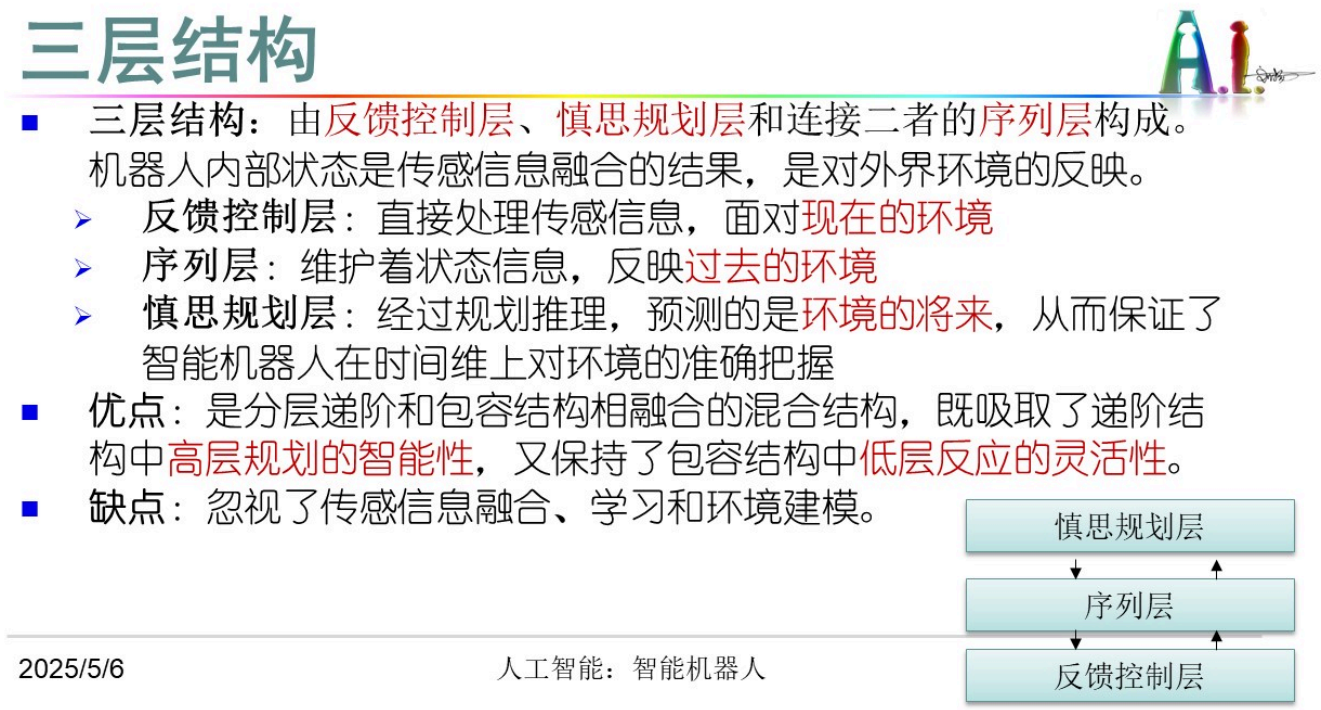 三层结构
A.I.
■ 三层结构：由反馈控制层、慎思规划层和连接二者的序列层构成。
机器人内部状态是传感信息融合的结果，是对外界环境的反映。
➢ 反馈控制层：直接处理传感信息，面对现在的环境
➢ 序列层：维护着状态信息，反映过去的环境
➢ 慎思规划层：经过规划推理，预测的是环境的将来，从而保证了
智能机器人在时间维上对环境的准确把握
■ 优点：是分层递阶和包容结构相融合的混合结构，既吸取了递阶结
构中高层规划的智能性，又保持了包容结构中低层反应的灵活性。
■ 缺点：忽视了传感信息融合、学习和环境建模。
慎思规划层
序列层
反馈控制层
2025/5/6
人工智能：智能机器人